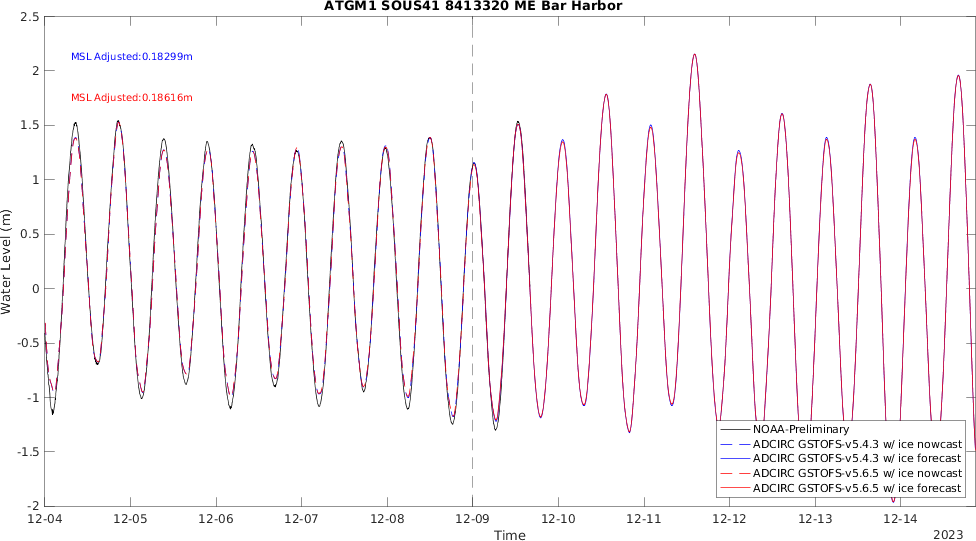 ATGM1 SOUS41 8413320 ME Bar Harbor
2.5
2
1.5
1
0.5
0
-0.5
-1
-1.5
-2
Water Level (m)
MSL Adjusted:0.18299m
MSL Adjusted:0.18616m
NOAA-Preliminary
ADCIRC GSTOFS-v5.4.3 w/ ice nowcast
ADCIRC GSTOFS-v5.4.3 w/ ice forecast
ADCIRC GSTOFS-v5.6.5 w/ ice nowcast
ADCIRC GSTOFS-v5.6.5 w/ ice forecast
12-04 12-05 12-06 12-07 12-08 12-09 12-10 12-11 12-12 12-13 12-14
Time
2023